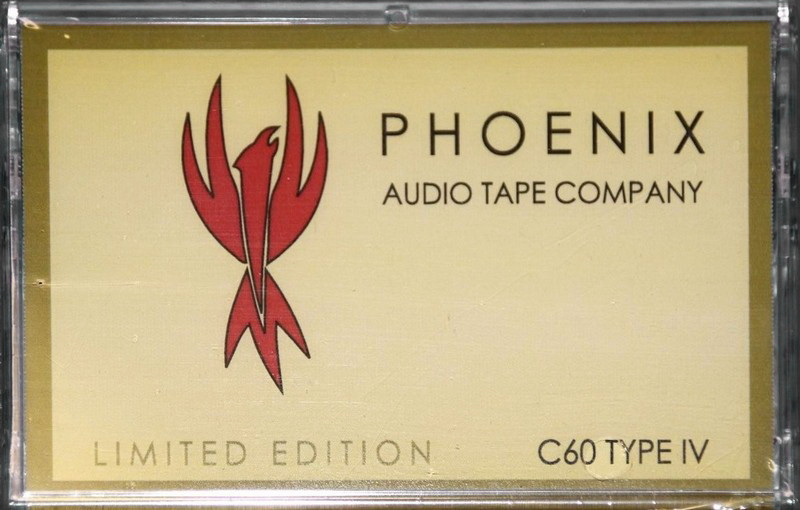 PHOENIX
AUDIO TAPE COMPANY
LIMITED EDITION
C60 TYPE IV